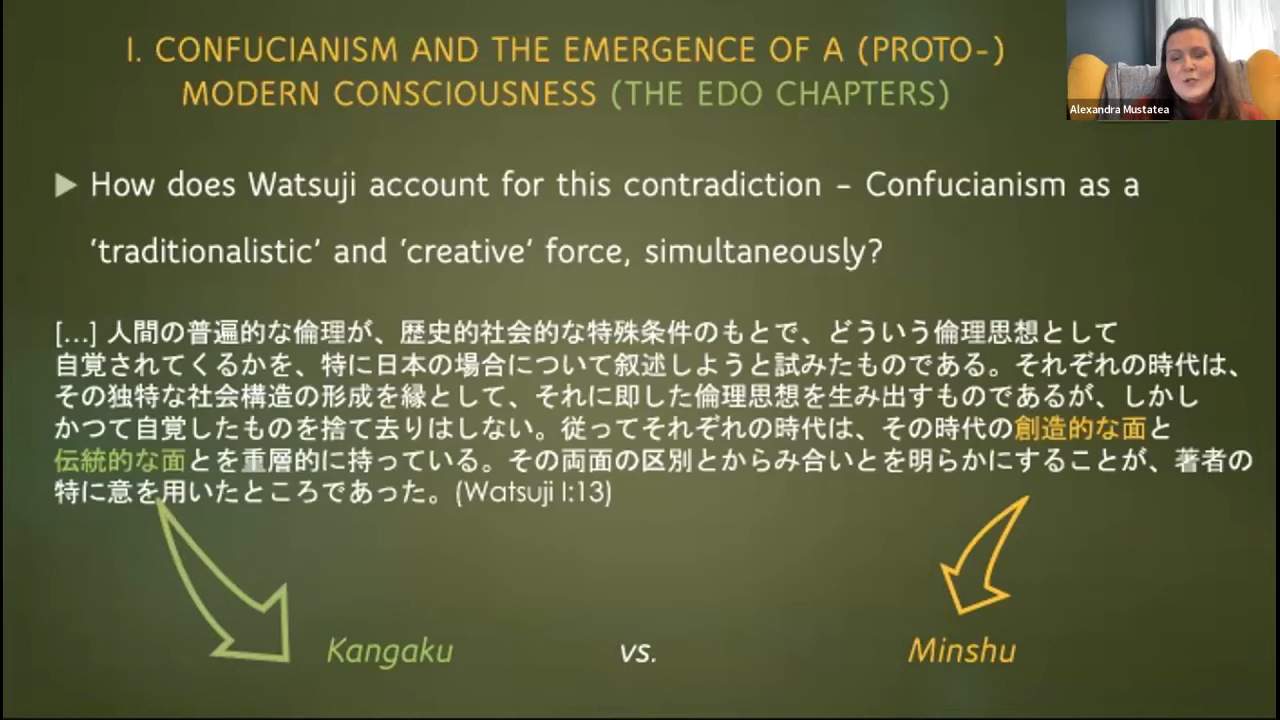 I. CONFUCIANISM AND THE EMERGENCE OF A (PROTO-)
MODERN CONSCIOUSNESS (THE EDO CHAPTERS)
Alexandra Mustatea
How does Watsuji account for this contradiction – Confucianism as a
'traditionalistic' and 'creative' force, simultaneously?
[...] 人間の普遍的な倫理が、歴史的社会的な特殊条件のもとで、どういう倫理思想として
自覚されてくるかを、特に日本の場合について叙述しようと試みたものである。それぞれの時代は、
その独特な社会構造の形成を縁として、それに即した倫理思想を生み出すものであるが、しかし
かつて自覚したものを捨て去りはしない。従ってそれぞれの時代は、その時代の創造的な面と
伝統的な面とを重層的に持っている。その両面の区別とからみ合いとを明らかにすることが、著者の
特に意を用いたところであった。(Watsuji I:13)
Kangaku vs. Minshu